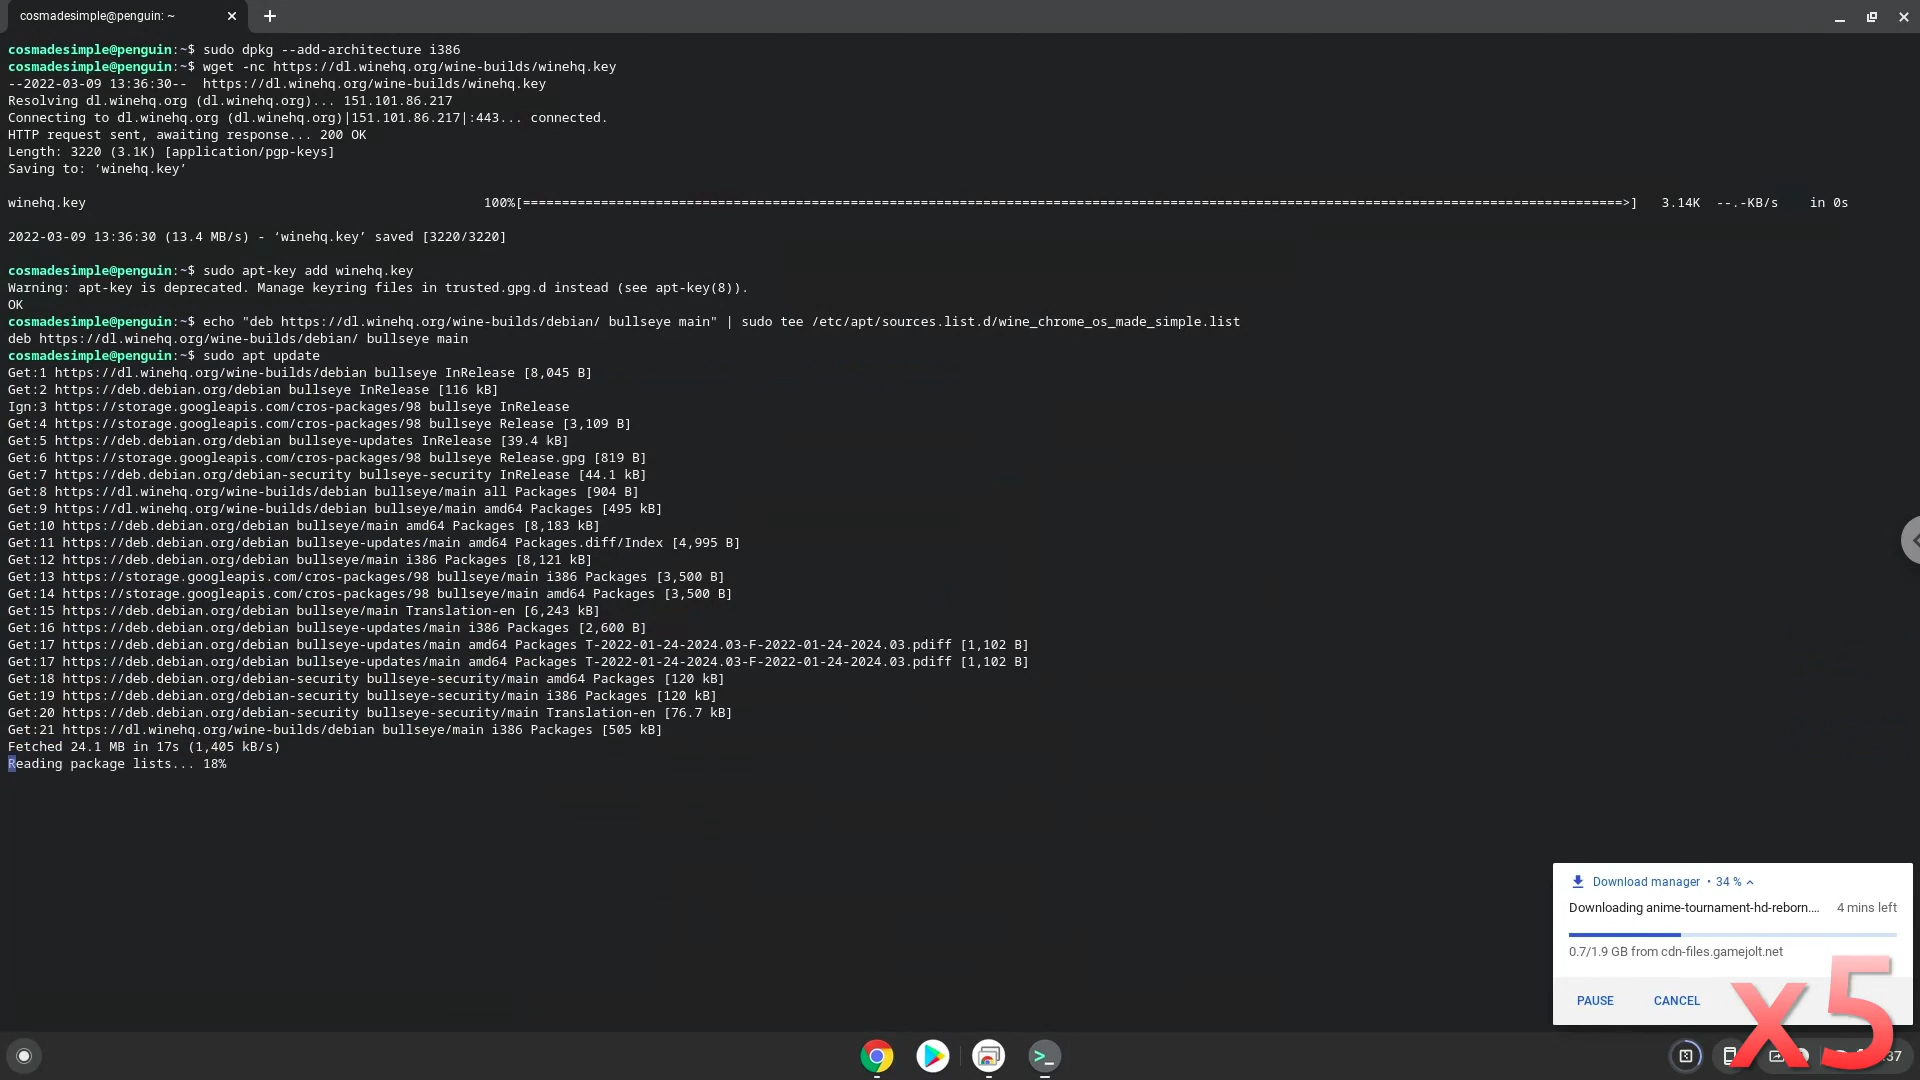 cosmadesimple@penguin: ~
cosmadesimple@penguin:~$ sudo dpkg --add-architecture i386
cosmadesimple@penguin:~$ wget -nc https://dl.winehq.org/wine-builds/winehq.key
--2022-03-09 13:36:30--  https://dl.winehq.org/wine-builds/winehq.key
Resolving dl.winehq.org (dl.winehq.org)... 151.101.86.217
Connecting to dl.winehq.org (dl.winehq.org)|151.101.86.217|:443... connected.
HTTP request sent, awaiting response... 200 OK
Length: 3220 (3.1K) [application/pgp-keys]
Saving to: ‘winehq.key’
winehq.key 100%[=============================================================================================================================================>] 3.14K --.-KB/s in 0s
2022-03-09 13:36:30 (13.4 MB/s) - ‘winehq.key’ saved [3220/3220]
cosmadesimple@penguin:~$ sudo apt-key add winehq.key
Warning: apt-key is deprecated. Manage keyring files in trusted.gpg.d instead (see apt-key(8)).
OK
cosmadesimple@penguin:~$ echo "deb https://dl.winehq.org/wine-builds/debian/ bullseye main" | sudo tee /etc/apt/sources.list.d/wine_chrome_os_made_simple.list
deb https://dl.winehq.org/wine-builds/debian/ bullseye main
cosmadesimple@penguin:~$ sudo apt update
Get:1 https://dl.winehq.org/wine-builds/debian bullseye InRelease [8,045 B]
Get:2 https://deb.debian.org/debian bullseye InRelease [116 kB]
Ign:3 https://storage.googleapis.com/cros-packages/98 bullseye InRelease
Get:4 https://storage.googleapis.com/cros-packages/98 bullseye Release [3,109 B]
Get:5 https://deb.debian.org/debian bullseye-updates InRelease [39.4 kB]
Get:6 https://storage.googleapis.com/cros-packages/98 bullseye Release.gpg [819 B]
Get:7 https://deb.debian.org/debian-security bullseye-security InRelease [44.1 kB]
Get:8 https://dl.winehq.org/wine-builds/debian bullseye/main all Packages [904 B]
Get:9 https://dl.winehq.org/wine-builds/debian bullseye/main amd64 Packages [495 kB]
Get:10 https://deb.debian.org/debian bullseye/main amd64 Packages [8,183 kB]
Get:11 https://deb.debian.org/debian bullseye-updates/main amd64 Packages.diff/Index [4,995 B]
Get:12 https://deb.debian.org/debian bullseye/main i386 Packages [8,121 kB]
Get:13 https://storage.googleapis.com/cros-packages/98 bullseye/main i386 Packages [3,500 B]
Get:14 https://storage.googleapis.com/cros-packages/98 bullseye/main amd64 Packages [3,500 B]
Get:15 https://deb.debian.org/debian bullseye/main Translation-en [6,243 kB]
Get:16 https://deb.debian.org/debian bullseye-updates/main i386 Packages [2,600 B]
Get:17 https://deb.debian.org/debian bullseye-updates/main amd64 Packages T-2022-01-24-2024.03-F-2022-01-24-2024.03.pdiff [1,102 B]
Get:17 https://deb.debian.org/debian bullseye-updates/main amd64 Packages T-2022-01-24-2024.03-F-2022-01-24-2024.03.pdiff [1,102 B]
Get:18 https://deb.debian.org/debian-security bullseye-security/main amd64 Packages [120 kB]
Get:19 https://deb.debian.org/debian-security bullseye-security/main i386 Packages [120 kB]
Get:20 https://deb.debian.org/debian-security bullseye-security/main Translation-en [76.7 kB]
Get:21 https://dl.winehq.org/wine-builds/debian bullseye/main i386 Packages [505 kB]
Fetched 24.1 MB in 17s (1,405 kB/s)
Reading package lists... 18%
Download manager • 34 %
Downloading anime-tournament-hd-reborn.... 4 mins left
0.7/1.9 GB from cdn-files.gamejolt.net
PAUSE CANCEL
x5